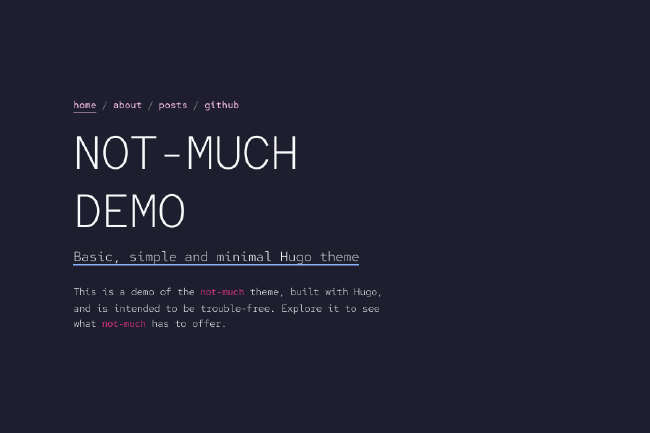 home / about / posts / github
NOT-MUCH
DEMO
Basic, simple and minimal Hugo theme
This is a demo of the not-much theme, built with Hugo,
and is intended to be trouble-free. Explore it to see
what not-much has to offer.